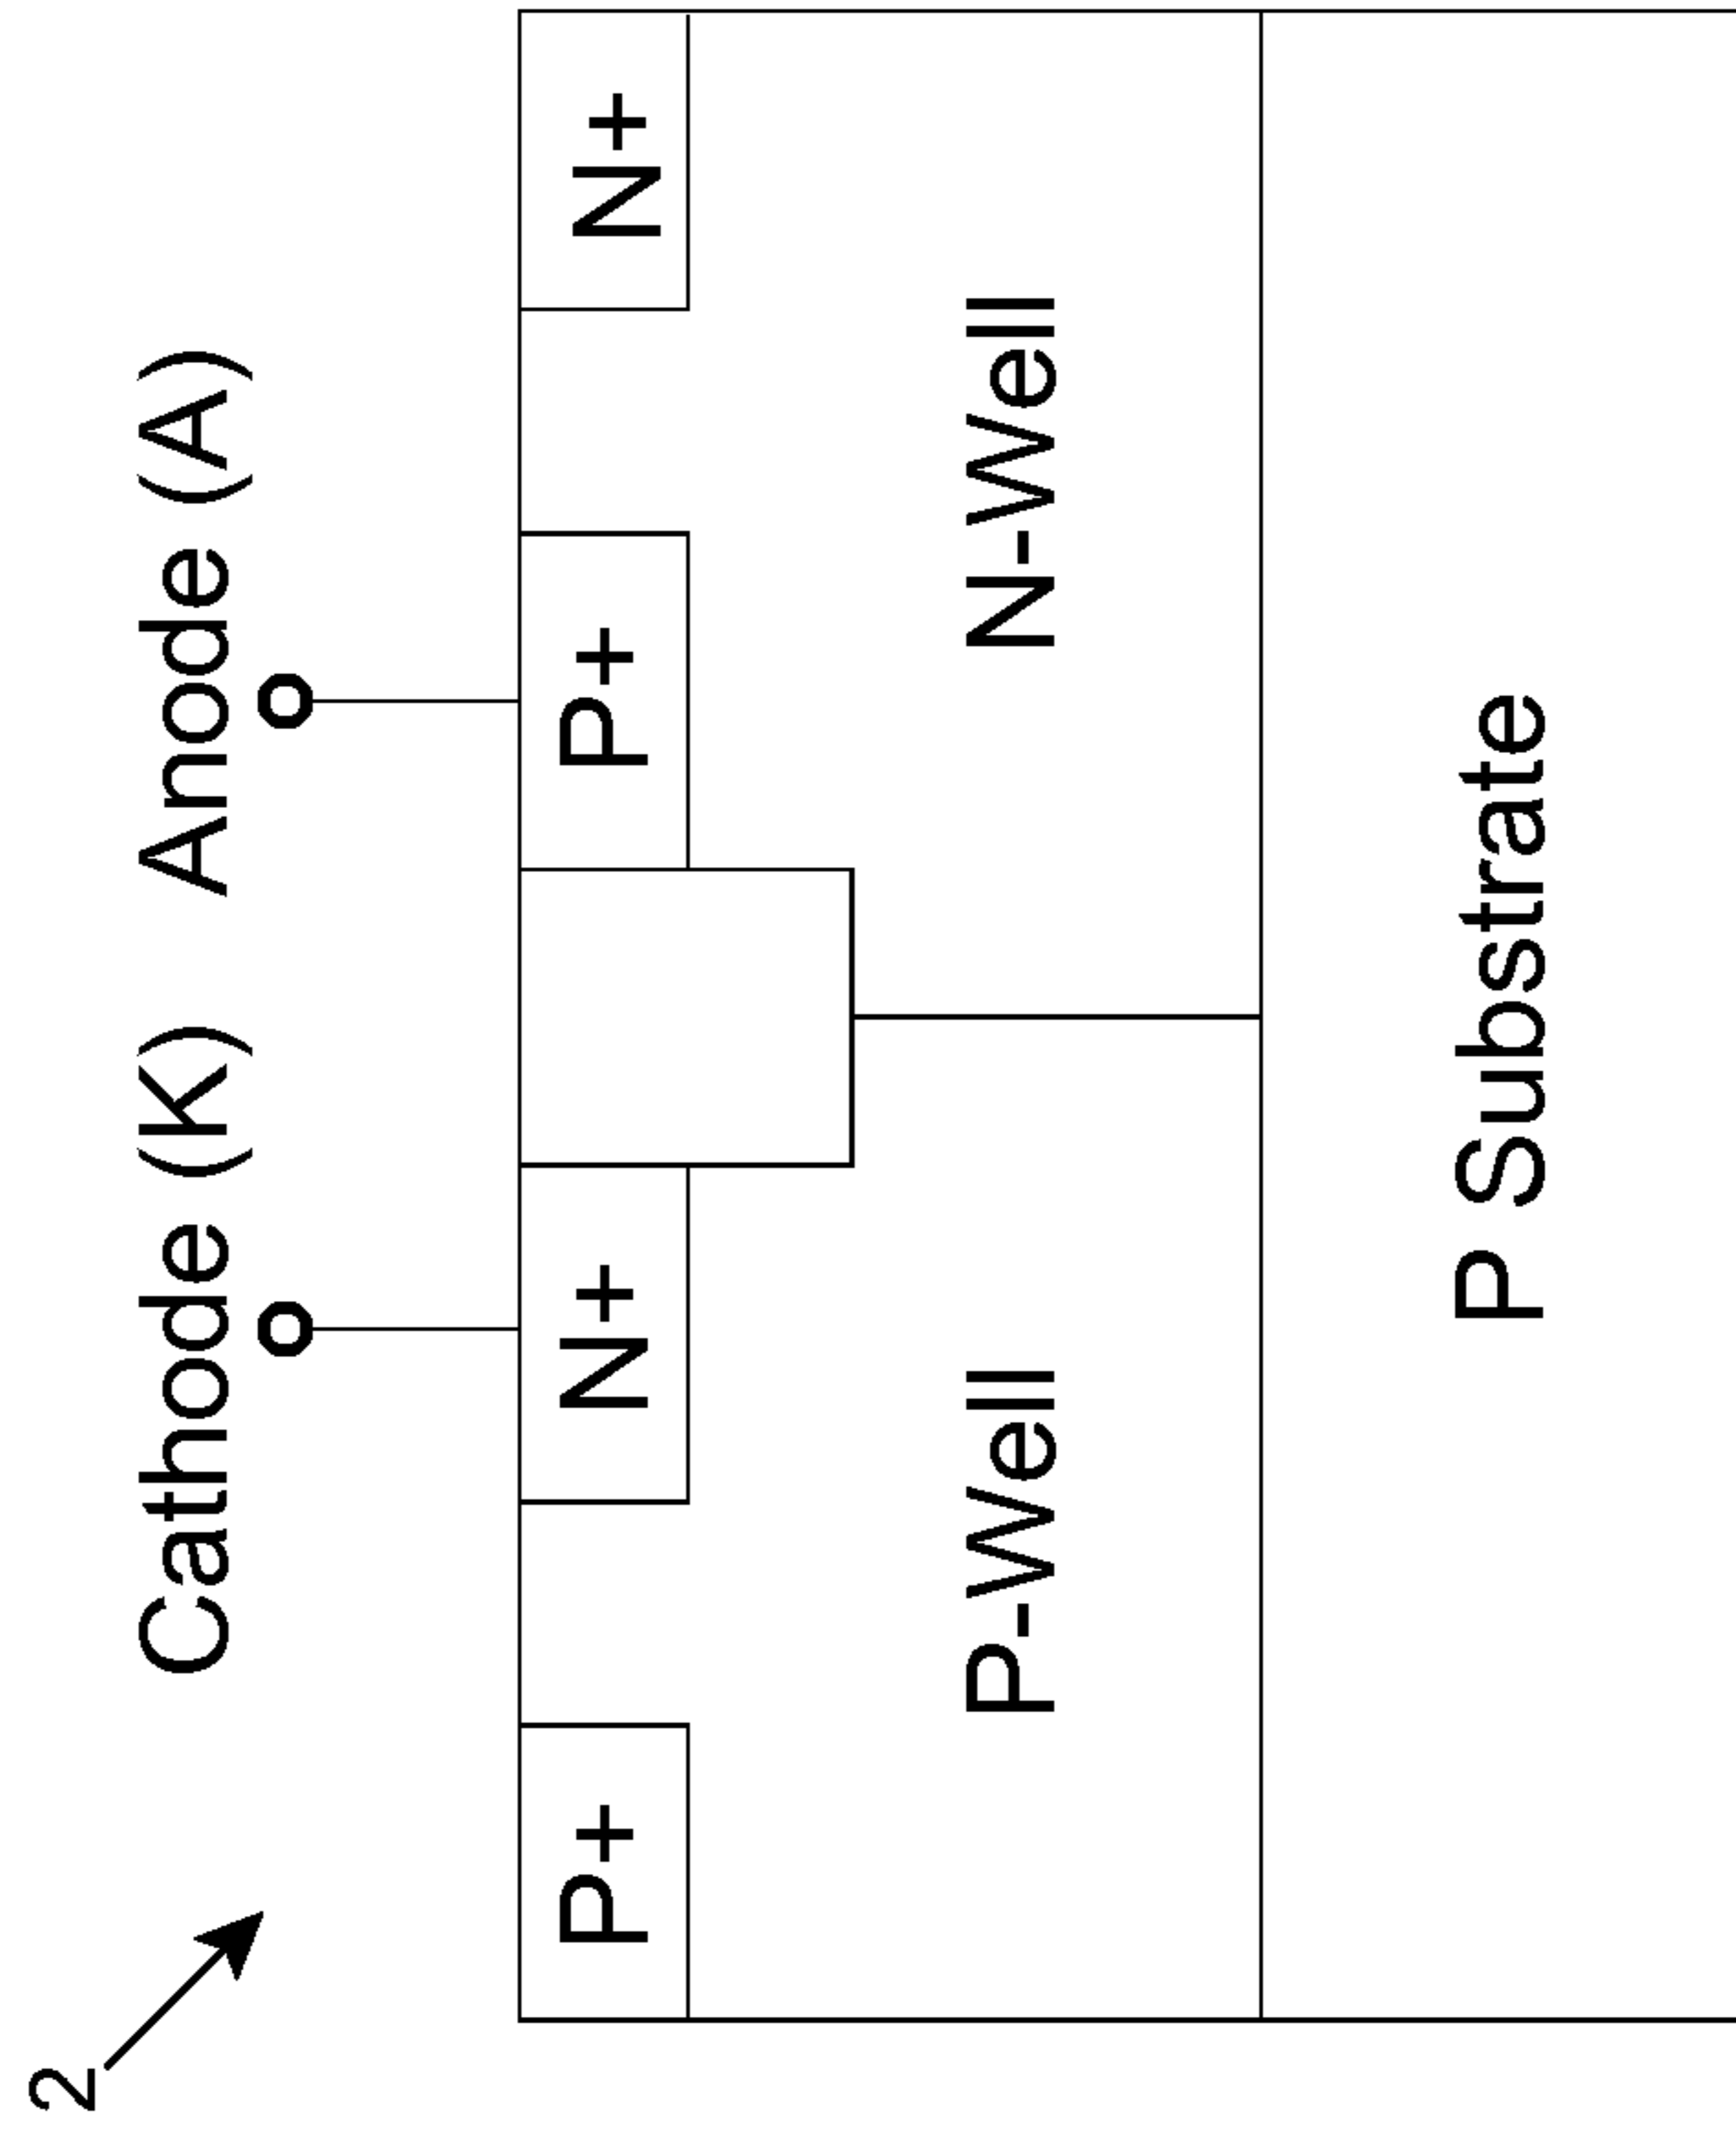 2
Cathode (K) Anode (A)
P+ N+ P+ N+
P-Well N-Well
P Substrate